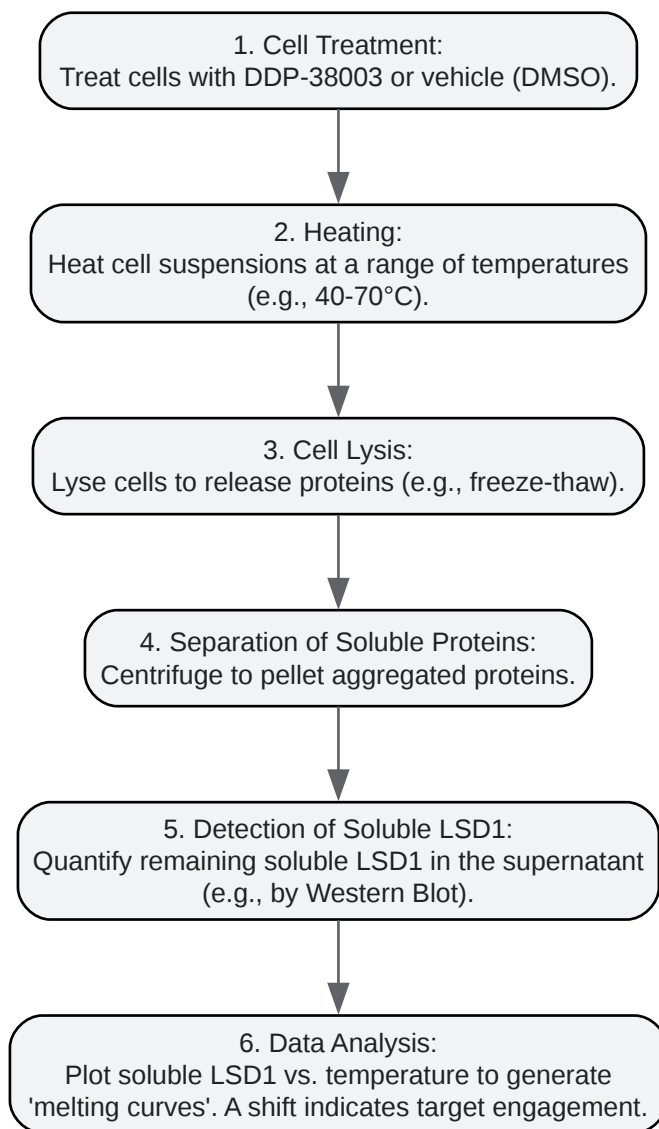 1. Cell Treatment:
Treat cells with DDP-38003 or vehicle (DMSO).
2. Heating:
Heat cell suspensions at a range of temperatures
(e.g., 40-70°C).
3. Cell Lysis:
Lyse cells to release proteins (e.g., freeze-thaw).
4. Separation of Soluble Proteins:
Centrifuge to pellet aggregated proteins.
5. Detection of Soluble LSD1:
Quantify remaining soluble LSD1 in the supernatant
(e.g., by Western Blot).
6. Data Analysis:
Plot soluble LSD1 vs. temperature to generate
'melting curves'. A shift indicates target engagement.